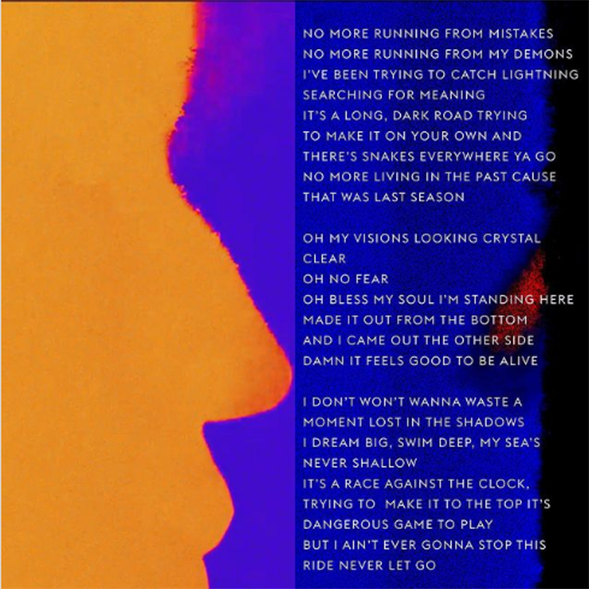 NO MORE RUNNING FROM MISTAKES
NO MORE RUNNING FROM MY DEMONS
I'VE BEEN TRYING TO CATCH LIGHTNING
SEARCHING FOR MEANING
IT'S A LONG, DARK ROAD TRYING
TO MAKE IT ON YOUR OWN AND
THERE'S SNAKES EVERYWHERE YA GO
NO MORE LIVING IN THE PAST CAUSE
THAT WAS LAST SEASON
OH MY VISIONS LOOKING CRYSTAL
CLEAR
OH NO FEAR
OH BLESS MY SOUL I'M STANDING HERE
MADE IT OUT FROM THE BOTTOM
AND I CAME OUT THE OTHER SIDE
DAMN IT FEELS GOOD TO BE ALIVE
I DON'T WON'T WANNA WASTE A
MOMENT LOST IN THE SHADOWS
I DREAM BIG, SWIM DEEP, MY SEA'S
NEVER SHALLOW
IT'S A RACE AGAINST THE CLOCK,
TRYING TO MAKE IT TO THE TOP IT'S
DANGEROUS GAME TO PLAY
BUT I AIN'T EVER GONNA STOP THIS
RIDE NEVER LET GO